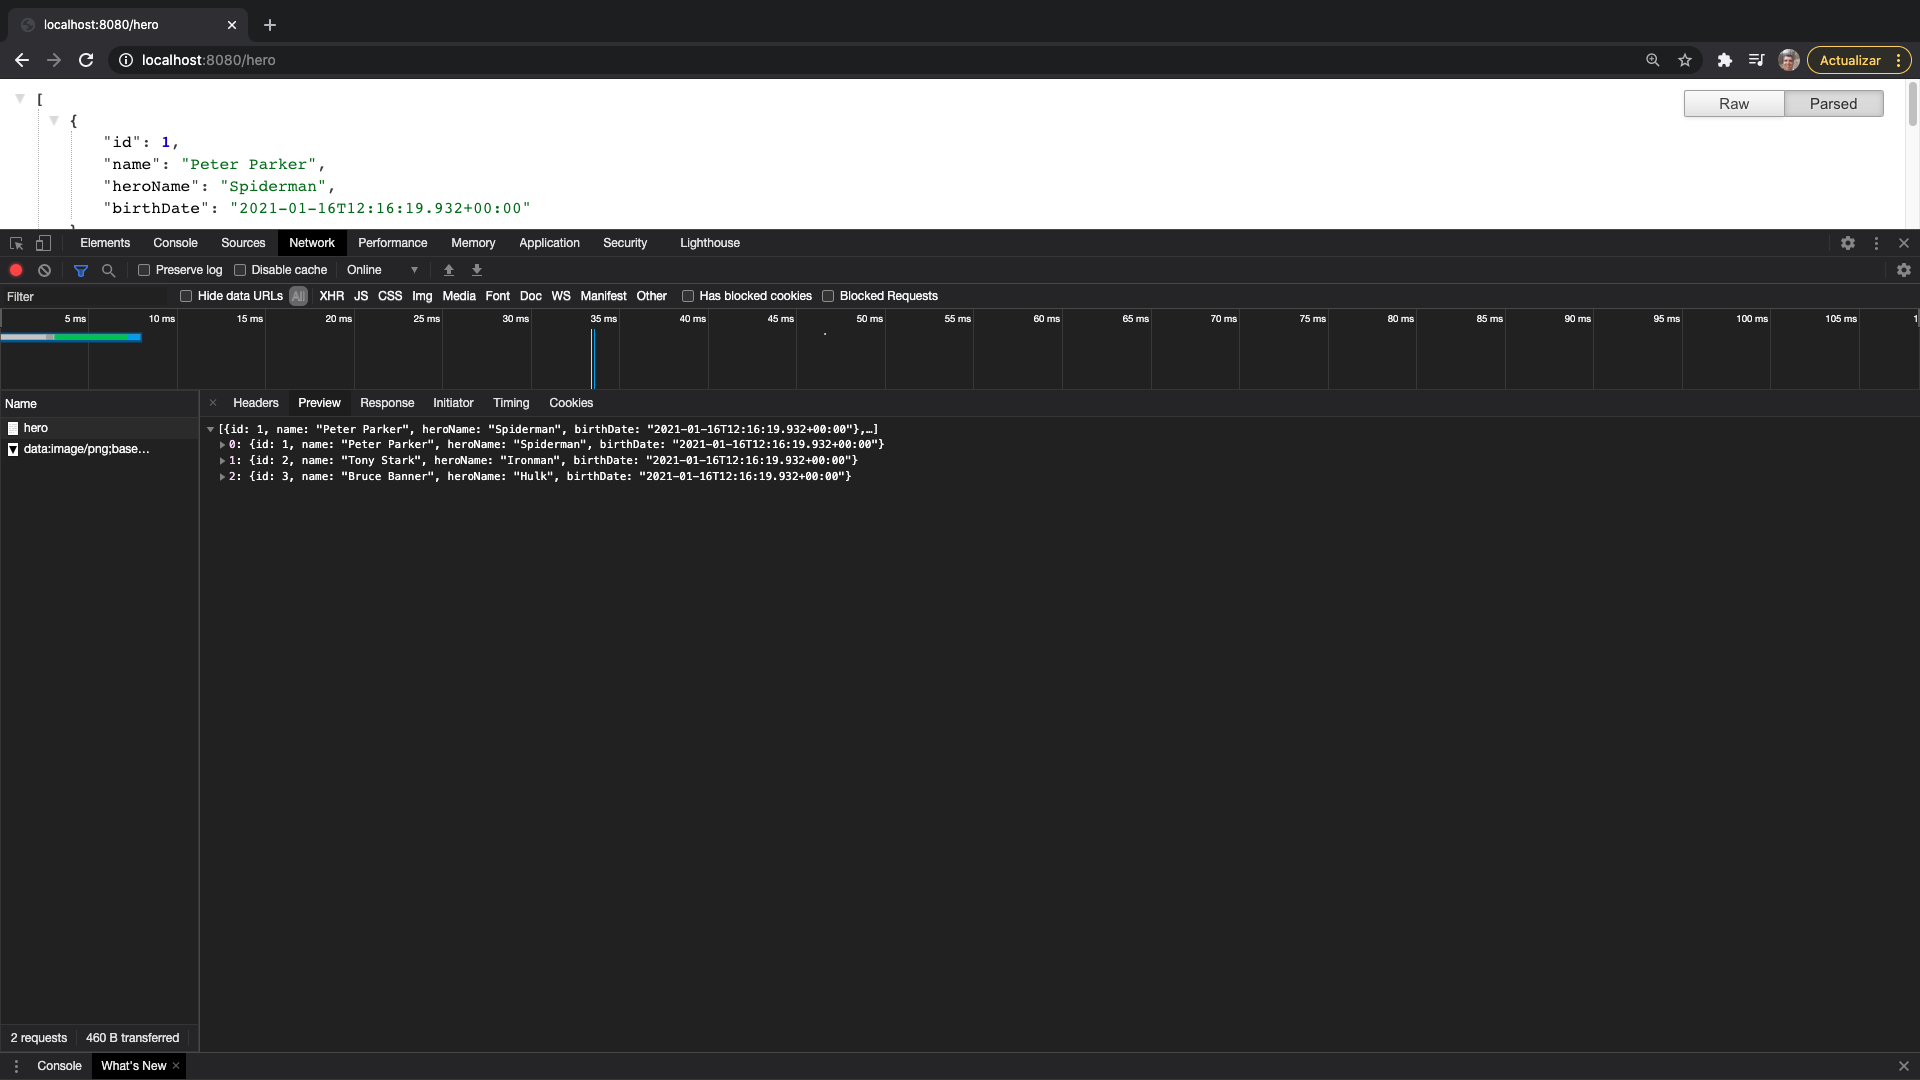 localhost:8080/hero
localhost:8080/hero
Actualizar
Raw Parsed
[
{
"id": 1,
"name": "Peter Parker",
"heroName": "Spiderman",
"birthDate": "2021-01-16T12:16:19.932+00:00"
Elements Console Sources Network Performance Memory Application Security Lighthouse
Preserve log Disable cache Online
Filter Hide data URLs All XHR JS CSS Img Media Font Doc WS Manifest Other Has blocked cookies Blocked Requests
5 ms 10 ms 15 ms 20 ms 25 ms 30 ms 35 ms 40 ms 45 ms 50 ms 55 ms 60 ms 65 ms 70 ms 75 ms 80 ms 85 ms 90 ms 95 ms 100 ms 105 ms 1
Name
hero
data:image/png;base…
Headers Preview Response Initiator Timing Cookies
[{id: 1, name: "Peter Parker", heroName: "Spiderman", birthDate: "2021-01-16T12:16:19.932+00:00"},…]
0: {id: 1, name: "Peter Parker", heroName: "Spiderman", birthDate: "2021-01-16T12:16:19.932+00:00"}
1: {id: 2, name: "Tony Stark", heroName: "Ironman", birthDate: "2021-01-16T12:16:19.932+00:00"}
2: {id: 3, name: "Bruce Banner", heroName: "Hulk", birthDate: "2021-01-16T12:16:19.932+00:00"}
2 requests 460 B transferred
Console What's New